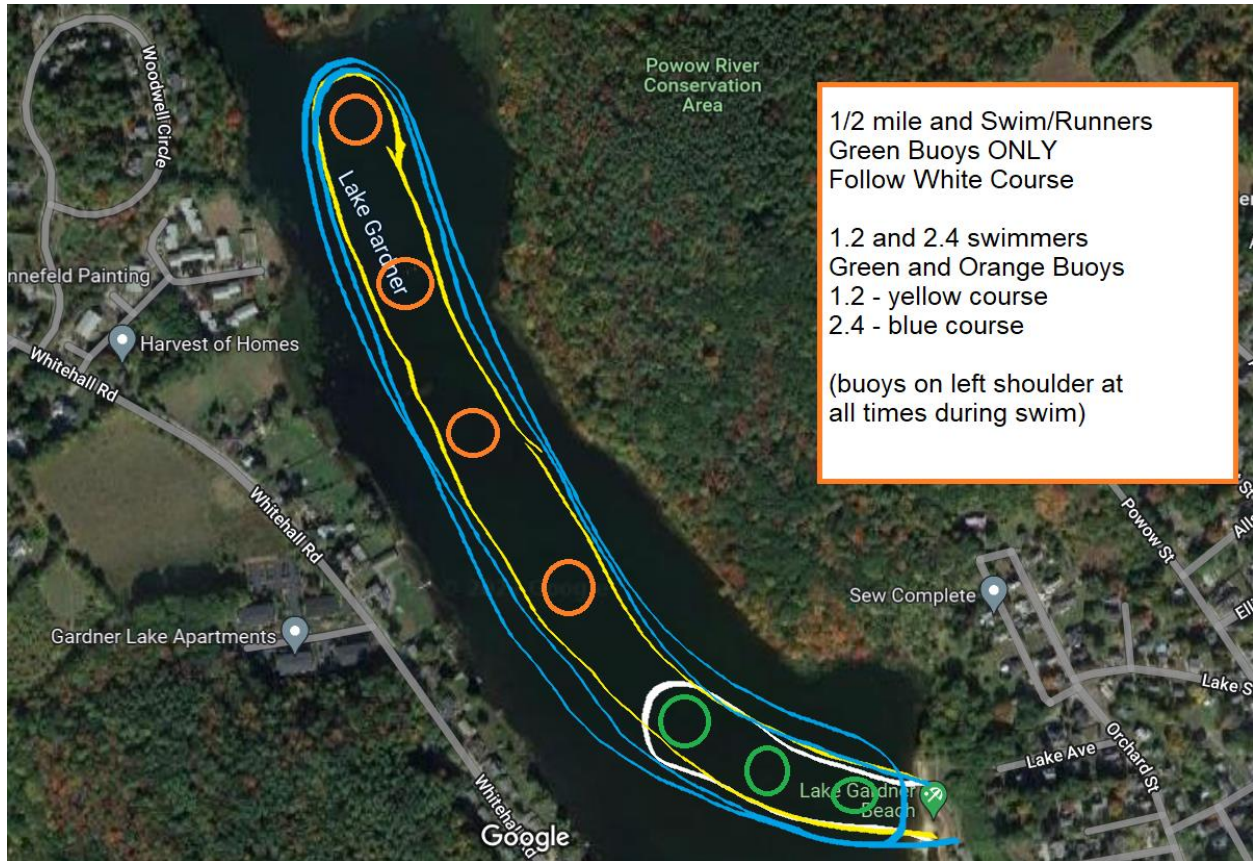 Woodwell Circle
Powow River
Conservation
Area
1/2 mile and Swim/Runners
Green Buoys ONLY
Follow White Course
1.2 and 2.4 swimmers
Green and Orange Buoys
1.2 - yellow course
2.4 - blue course
(buoys on left shoulder at
all times during swim)
Lake Gardner
nnefeld Painting
Harvest of Homes
Whitehall Rd
Whitehall Rd
Powow St
Sew Complete
Gardner Lake Apartments
Lake S
Orchard St
Lake Ave
Lake Gardner
Beach
Google